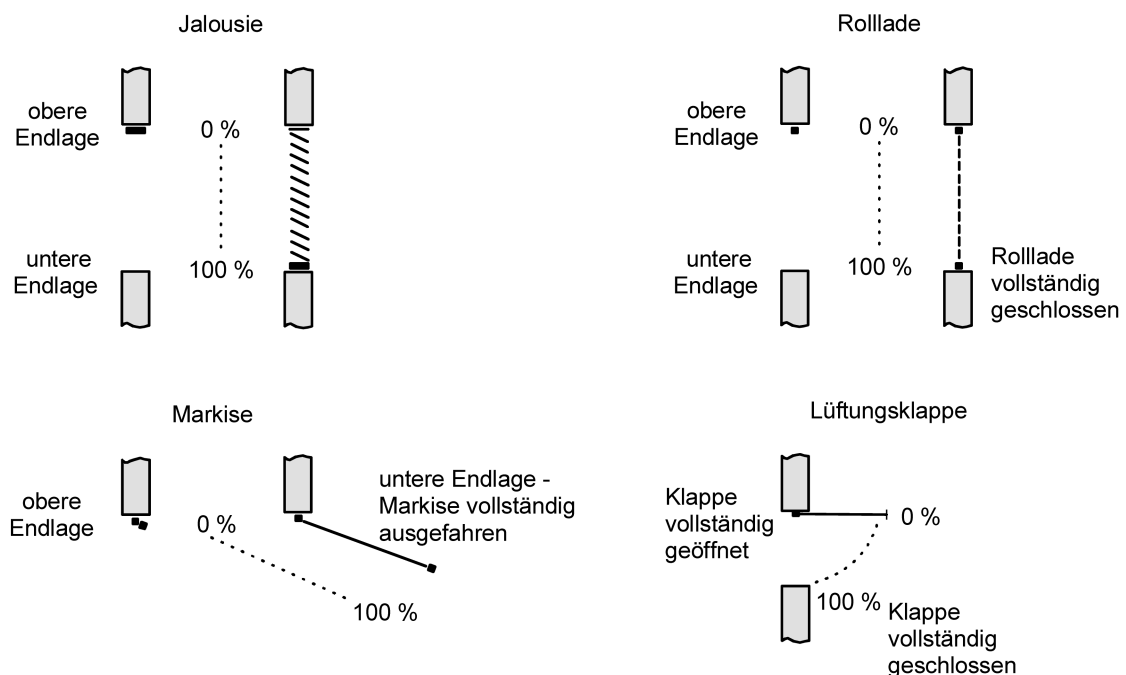 Jalousie
obere
Endlage
0 %
untere
Endlage
100 %
Rolllade
obere
Endlage
0 %
untere
Endlage
100 %
Rolllade
vollständig
geschlossen
Markise
obere
Endlage
0 %
untere Endlage -
Markise vollständig
ausgefahren
100 %
Lüftungsklappe
Klappe
vollständig
geöffnet
0 %
100 %
Klappe
vollständig
geschlossen